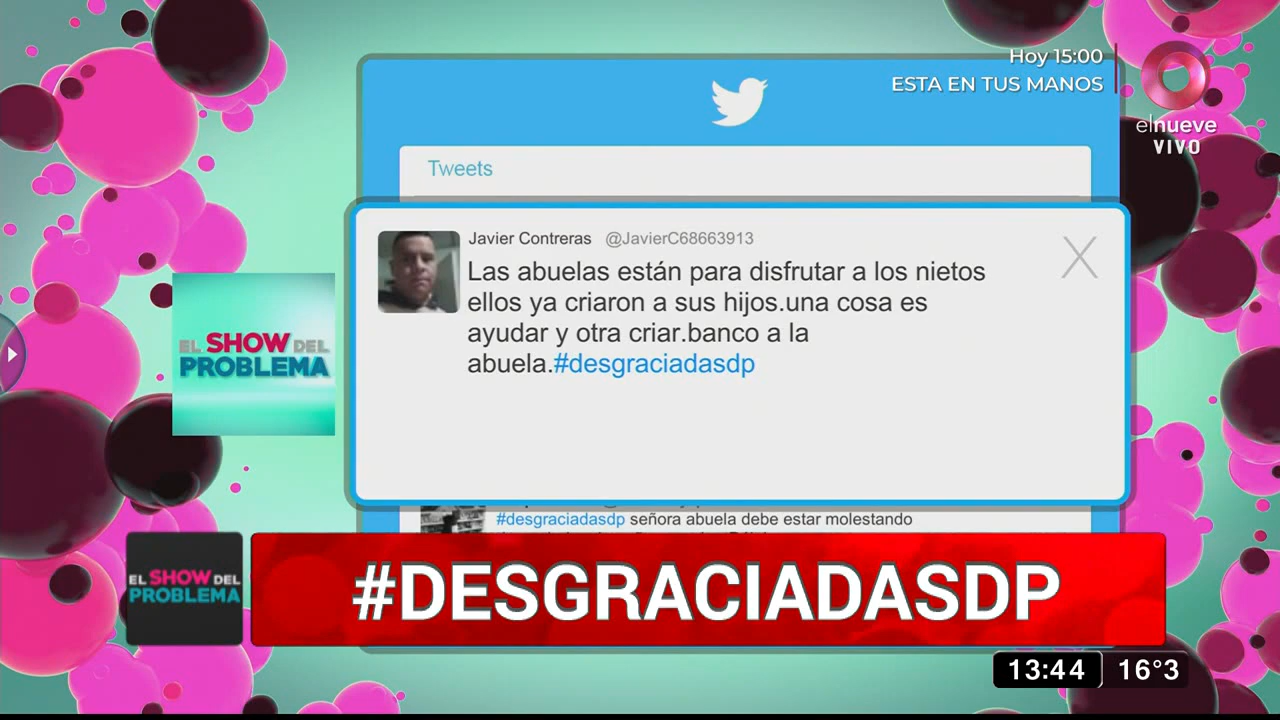 Hoy 15:00
ESTA EN TUS MANOS
elnueve
VIVO
Tweets
Javier Contreras @JavierC68663913
Las abuelas están para disfrutar a los nietos
ellos ya criaron a sus hijos.una cosa es
ayudar y otra criar.banco a la
abuela.#desgraciadasdp
EL SHOW DEL
PROBLEMA
#desgraciadasdp señora abuela debe estar molestando
EL SHOW DEL
PROBLEMA
#DESGRACIADASDP
13:44 16°3